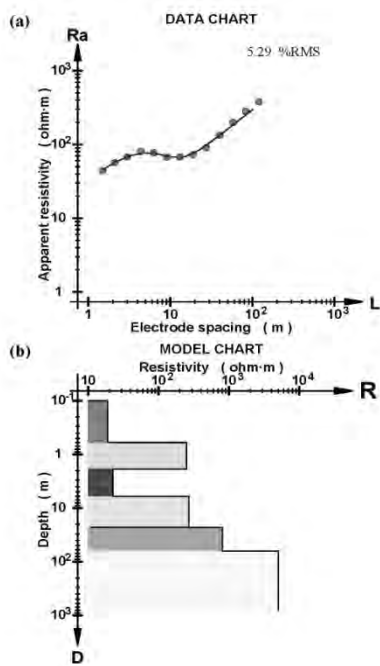 (a) DATA CHART
Ra
5.29 %RMS
10³
10²
10
1
Apparent resistivity ( ohm·m )
1 10 10² 10³ L
Electrode spacing ( m )
(b) MODEL CHART
Resistivity ( ohm·m )
10 10² 10³ 10⁴ R
10⁻¹
1
10
10²
10³
Depth ( m )
D